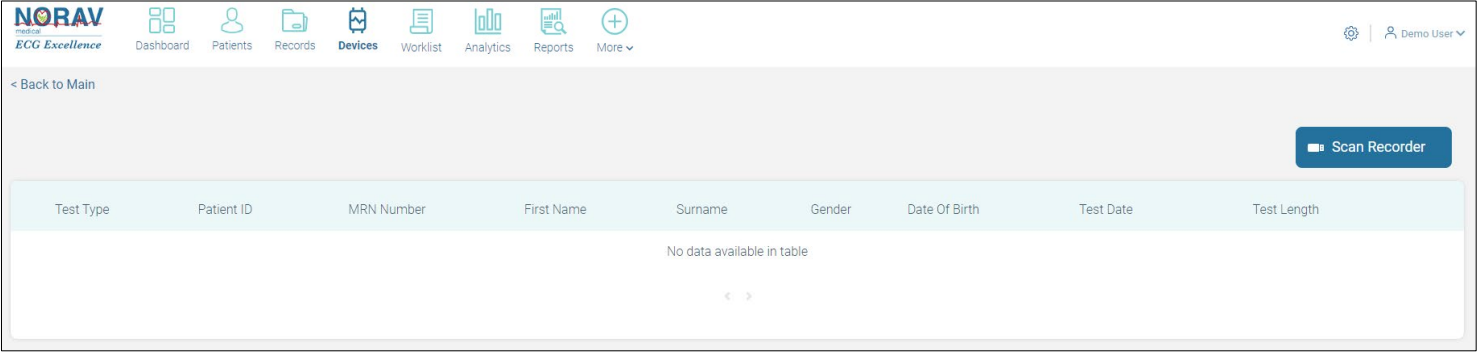 NORAV
medical
ECG Excellence
Dashboard Patients Records Devices Worklist Analytics Reports More
Demo User
< Back to Main
Scan Recorder
Test Type Patient ID MRN Number First Name Surname Gender Date Of Birth Test Date Test Length
No data available in table
< >